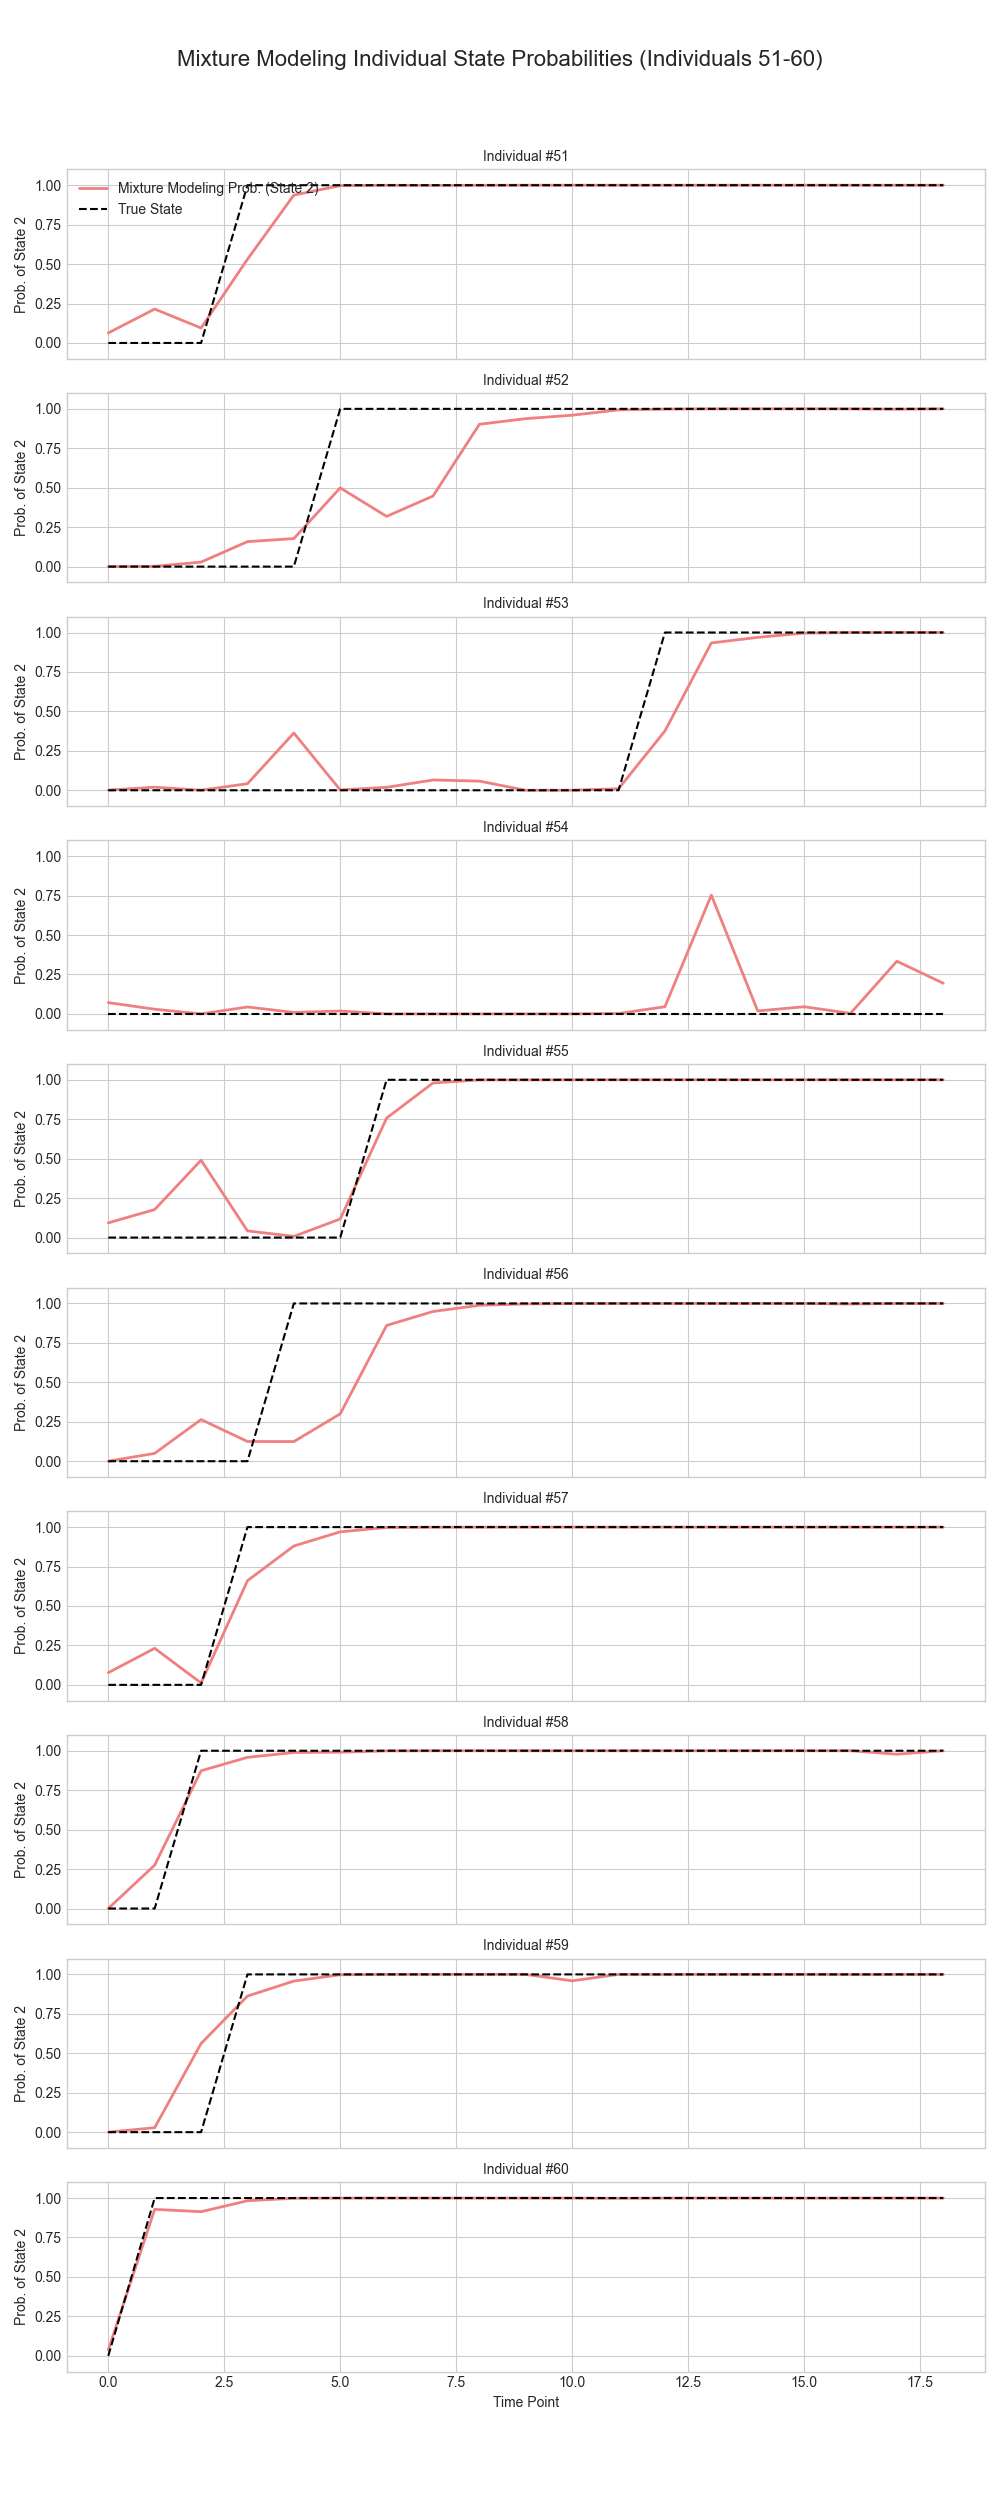 Mixture Modeling Individual State Probabilities (Individuals 51-60)
Individual #51
Mixture Modeling Prob. (State 2)
True State
Prob. of State 2
1.00
0.75
0.50
0.25
0.00
Individual #52
Prob. of State 2
1.00
0.75
0.50
0.25
0.00
Individual #53
Prob. of State 2
1.00
0.75
0.50
0.25
0.00
Individual #54
Prob. of State 2
1.00
0.75
0.50
0.25
0.00
Individual #55
Prob. of State 2
1.00
0.75
0.50
0.25
0.00
Individual #56
Prob. of State 2
1.00
0.75
0.50
0.25
0.00
Individual #57
Prob. of State 2
1.00
0.75
0.50
0.25
0.00
Individual #58
Prob. of State 2
1.00
0.75
0.50
0.25
0.00
Individual #59
Prob. of State 2
1.00
0.75
0.50
0.25
0.00
Individual #60
Prob. of State 2
1.00
0.75
0.50
0.25
0.00
0.0 2.5 5.0 7.5 10.0 12.5 15.0 17.5
Time Point